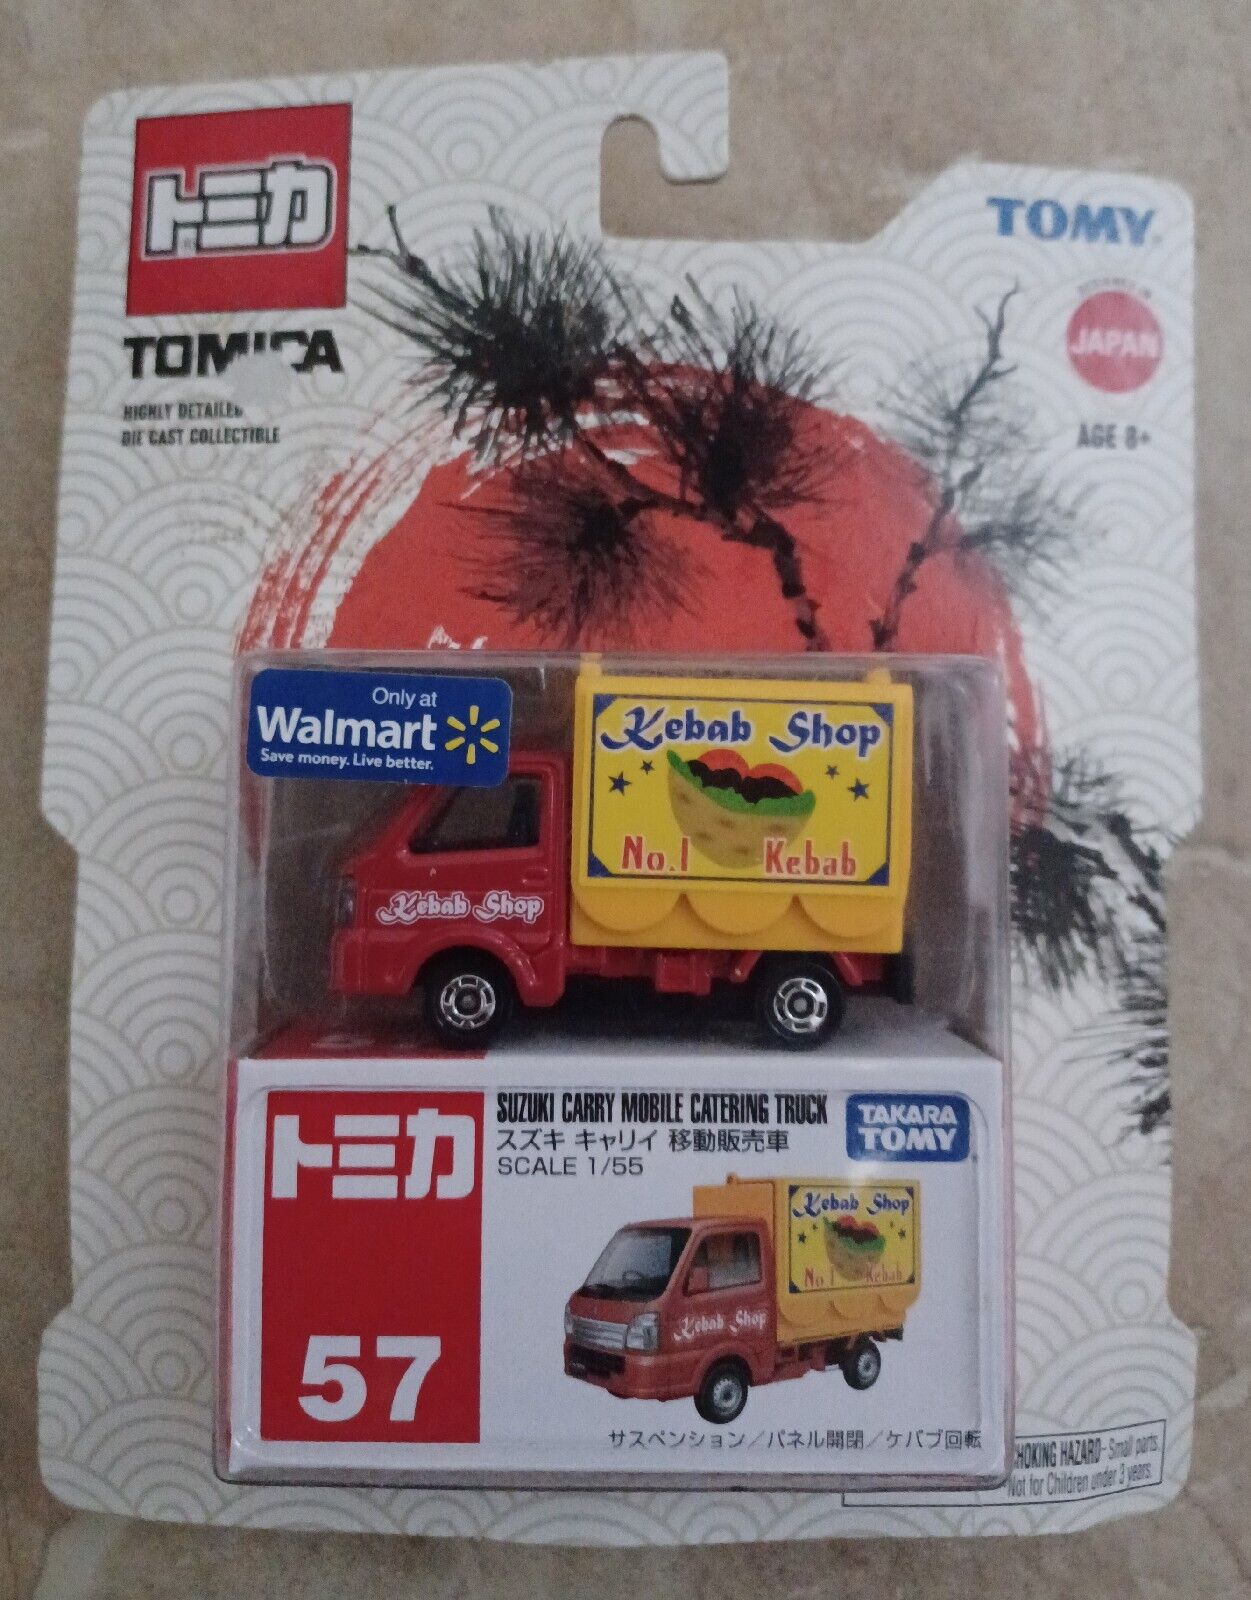 トミカ
TOMICA
HIGHLY DETAILED
DIE CAST COLLECTIBLE
TOMY
JAPAN
AGE 8+
Only at
Walmart
Save money. Live better.
Kebab Shop
No.1 Kebab
Kebab Shop
トミカ
57
SUZUKI CARRY MOBILE CATERING TRUCK
スズキ キャリイ 移動販売車
SCALE 1/55
TAKARA
TOMY
Kebab Shop
No.1 Kebab
Kebab Shop
サスペンション/パネル開閉/ケバブ回転
CHOKING HAZARD - Small parts.
Not for Children under 3 years.